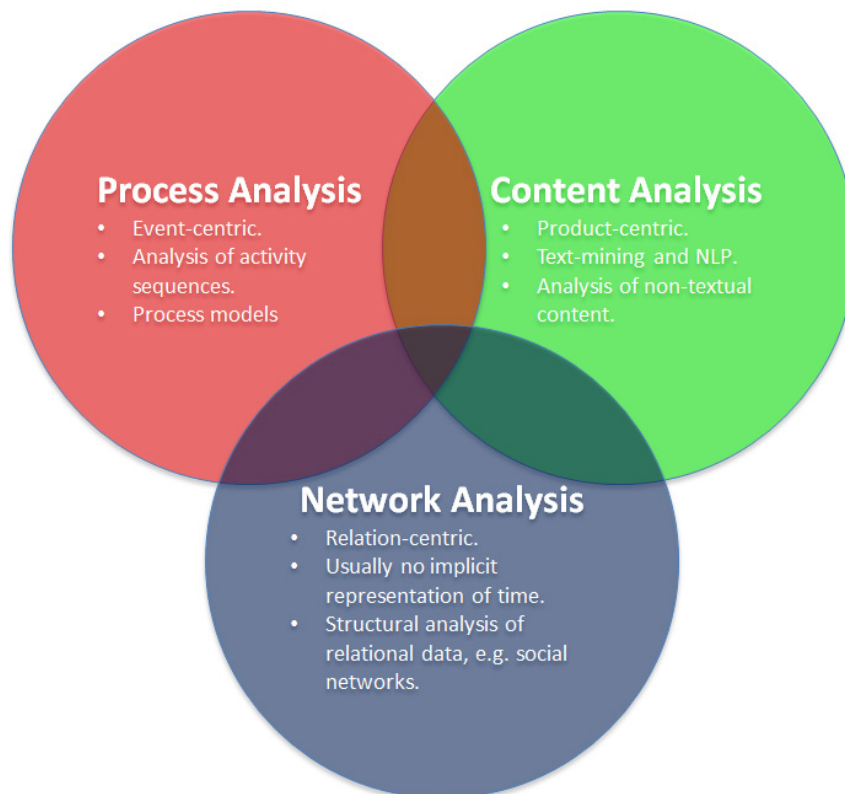 Process Analysis
• Event-centric.
• Analysis of activity
sequences.
• Process models
Content Analysis
• Product-centric.
• Text-mining and NLP.
• Analysis of non-textual
content.
Network Analysis
• Relation-centric.
• Usually no implicit
representation of time.
• Structural analysis of
relational data, e.g. social
networks.